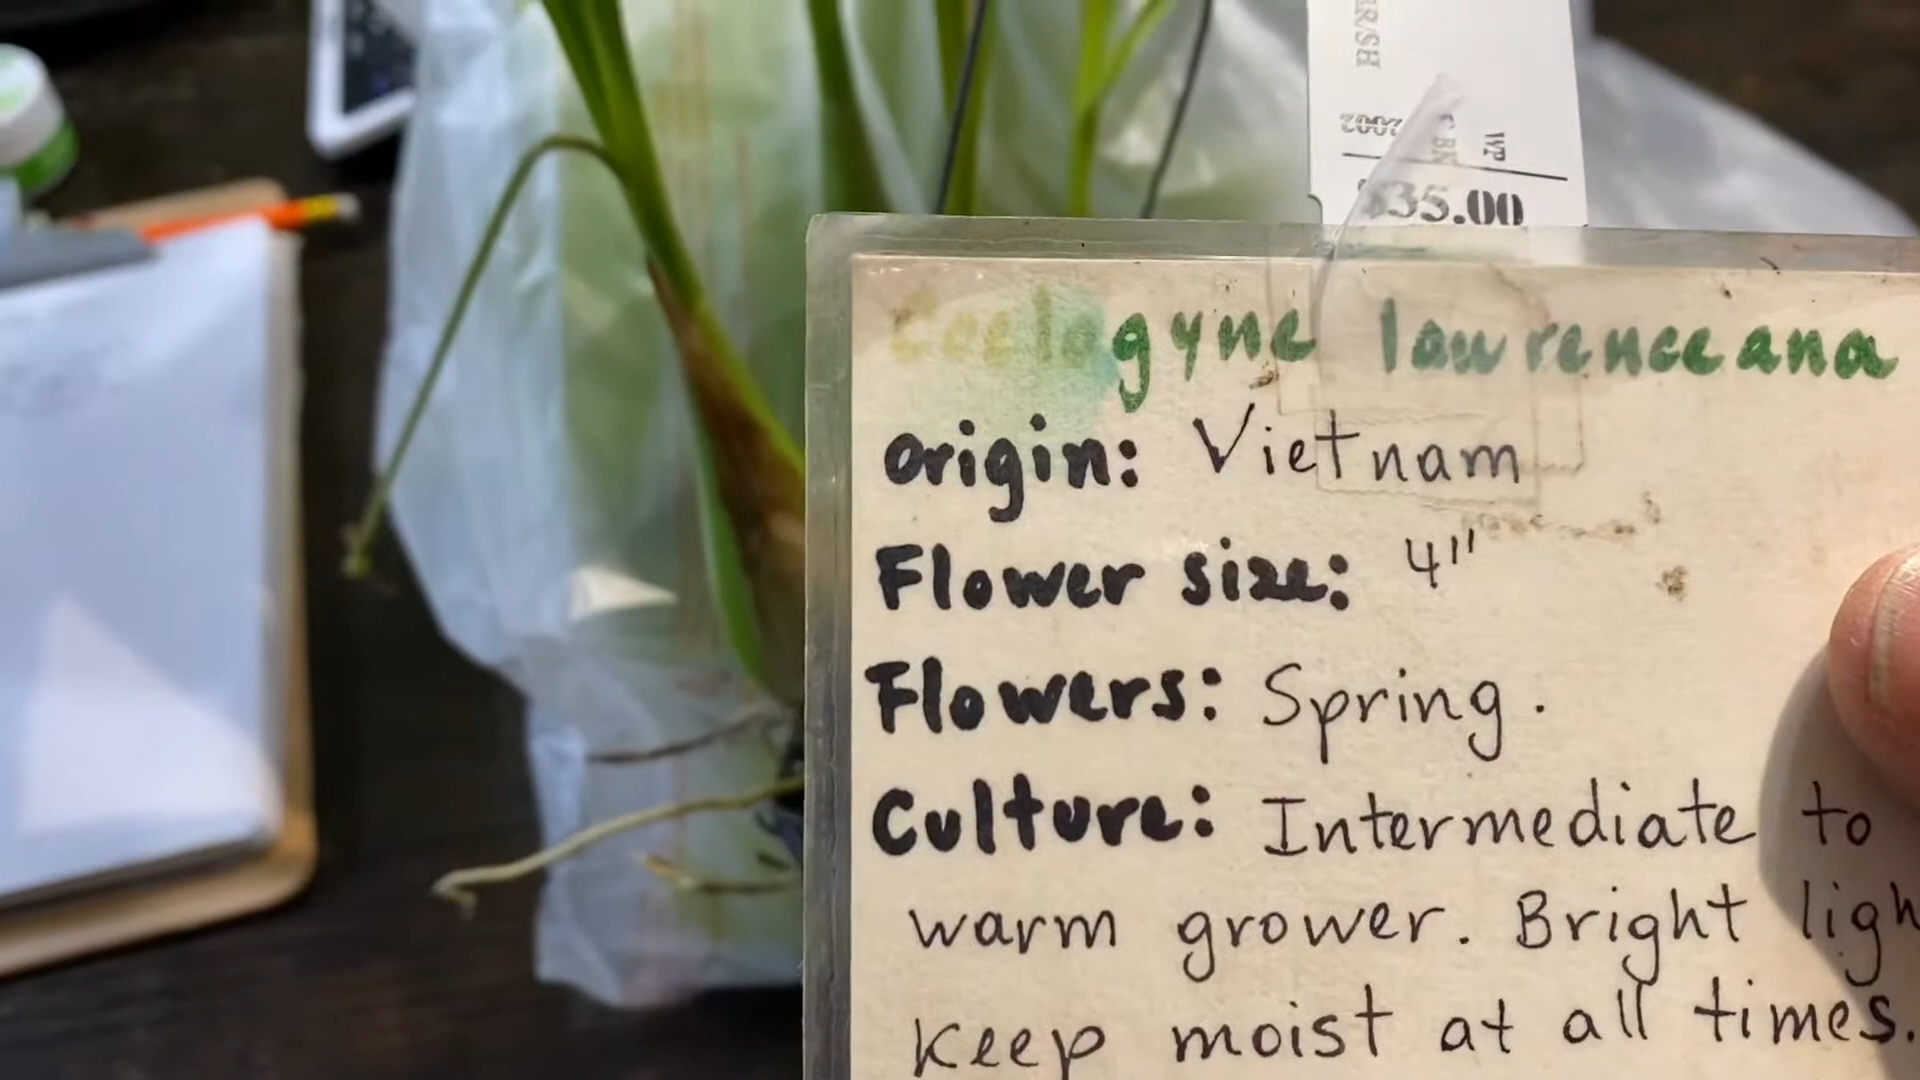 WP
$35.00
Coelogyne lawrenceana
Origin: Vietnam
Flower size: 4"
Flowers: Spring.
Culture: Intermediate to
warm grower. Bright ligh
Keep moist at all times.